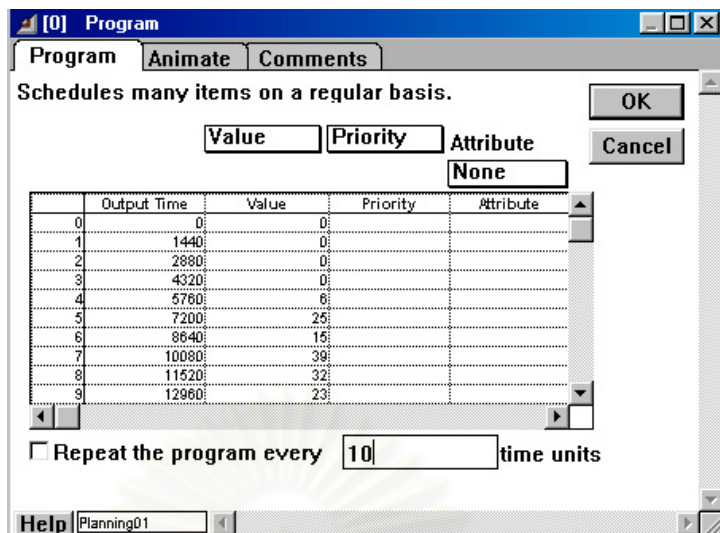 [0] Program
Program Animate Comments
Schedules many items on a regular basis.
OK
Value Priority Attribute
Cancel
None
Output Time Value Priority Attribute
0 0 0
1 1440 0
2 2880 0
3 4320 0
4 5760 6
5 7200 25
6 8640 15
7 10080 39
8 11520 32
9 12960 23
Repeat the program every 10 time units
Help Planning01